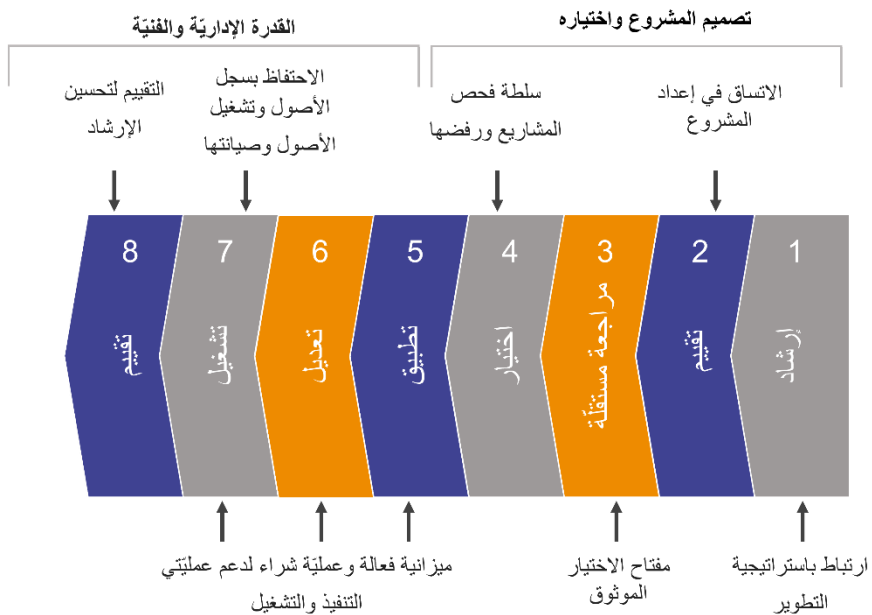 تصميم المشروع واختياره
القدرة الإداريّة والفنيّة
الاتساق في إعداد
المشروع
سلطة فحص
المشاريع ورفضها
الاحتفاظ بسجل
الأصول وتشغيل
الأصول وصيانتها
التقييم لتحسين
الإرشاد
1
إرشاد
2
تقييم
3
مراجعة مستقلّة
4
اختيار
5
تطبيق
6
تعديل
7
تشغيل
8
تقييم
ارتباط باستراتيجية
التطوير
مفتاح الاختيار
الموثوق
ميزانية فعالة وعمليّة شراء لدعم عمليّتي
التنفيذ والتشغيل